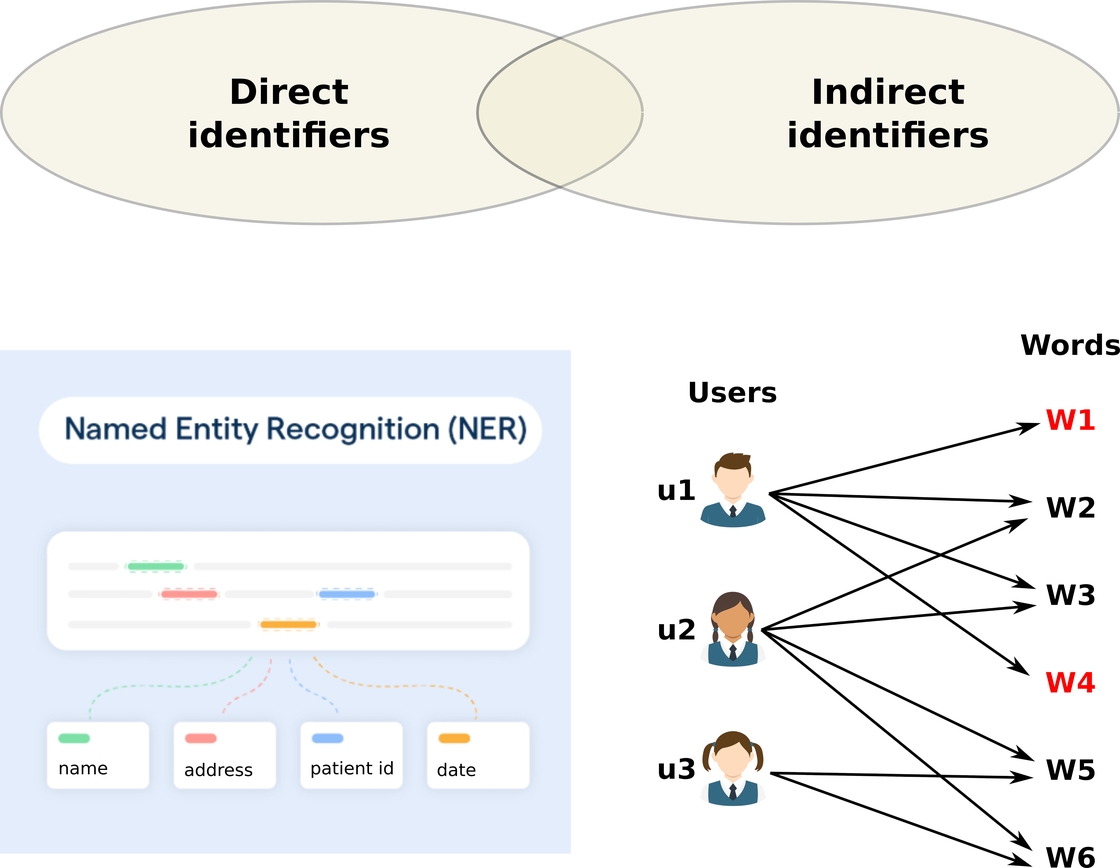 Direct
identifiers
Indirect
identifiers
Named Entity Recognition (NER)
name
address
patient id
date
Users
Words
u1
u2
u3
W1
W2
W3
W4
W5
W6